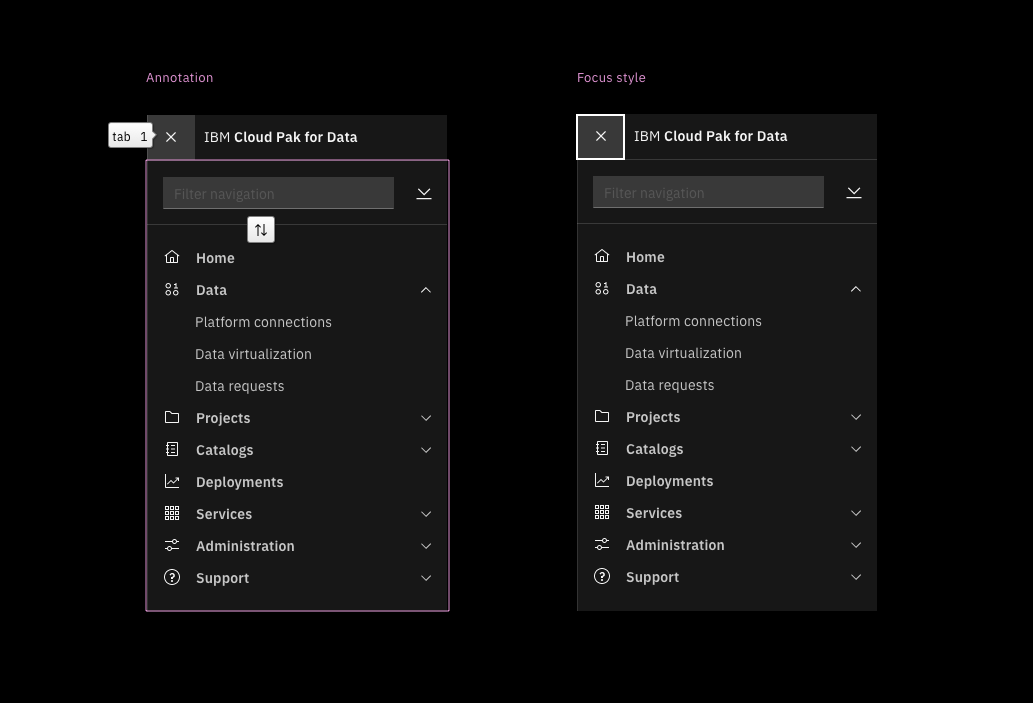 Annotation
tab 1
IBM Cloud Pak for Data
Filter navigation
Home
Data
Platform connections
Data virtualization
Data requests
Projects
Catalogs
Deployments
Services
Administration
Support
Focus style
IBM Cloud Pak for Data
Filter navigation
Home
Data
Platform connections
Data virtualization
Data requests
Projects
Catalogs
Deployments
Services
Administration
Support